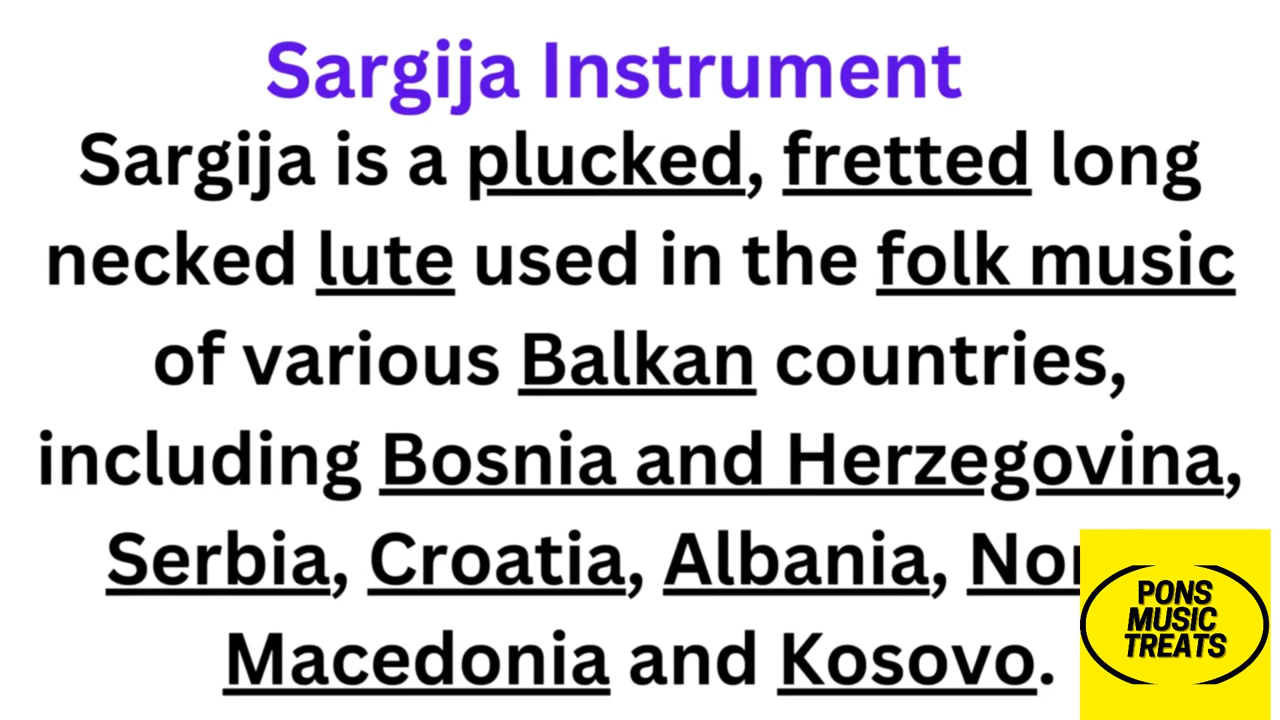 Sargija Instrument
Sargija is a plucked, fretted long
necked lute used in the folk music
of various Balkan countries,
including Bosnia and Herzegovina,
Serbia, Croatia, Albania,
Macedonia and Kosovo.
PONS
MUSIC
TREATS